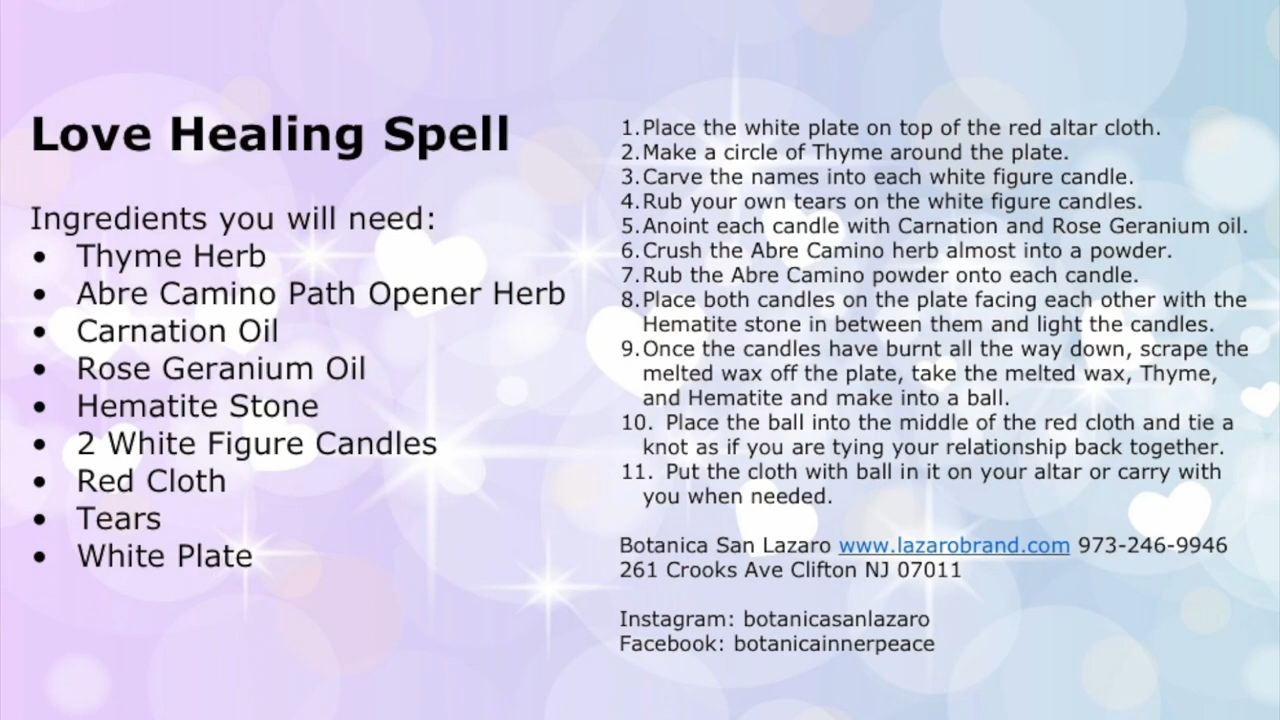 Love Healing Spell
Ingredients you will need:
• Thyme Herb
• Abre Camino Path Opener Herb
• Carnation Oil
• Rose Geranium Oil
• Hematite Stone
• 2 White Figure Candles
• Red Cloth
• Tears
• White Plate
1.Place the white plate on top of the red altar cloth.
2.Make a circle of Thyme around the plate.
3.Carve the names into each white figure candle.
4.Rub your own tears on the white figure candles.
5.Anoint each candle with Carnation and Rose Geranium oil.
6.Crush the Abre Camino herb almost into a powder.
7.Rub the Abre Camino powder onto each candle.
8.Place both candles on the plate facing each other with the
Hematite stone in between them and light the candles.
9.Once the candles have burnt all the way down, scrape the
melted wax off the plate, take the melted wax, Thyme,
and Hematite and make into a ball.
10. Place the ball into the middle of the red cloth and tie a
knot as if you are tying your relationship back together.
11. Put the cloth with ball in it on your altar or carry with
you when needed.
Botanica San Lazaro www.lazarobrand.com 973-246-9946
261 Crooks Ave Clifton NJ 07011
Instagram: botanicasanlazaro
Facebook: botanicainnerpeace